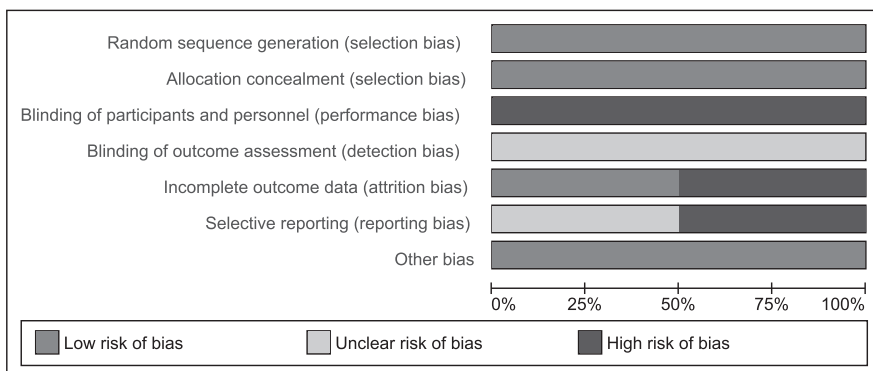 Random sequence generation (selection bias)
Allocation concealment (selection bias)
Blinding of participants and personnel (performance bias)
Blinding of outcome assessment (detection bias)
Incomplete outcome data (attrition bias)
Selective reporting (reporting bias)
Other bias
0% 25% 50% 75% 100%
Low risk of bias Unclear risk of bias High risk of bias